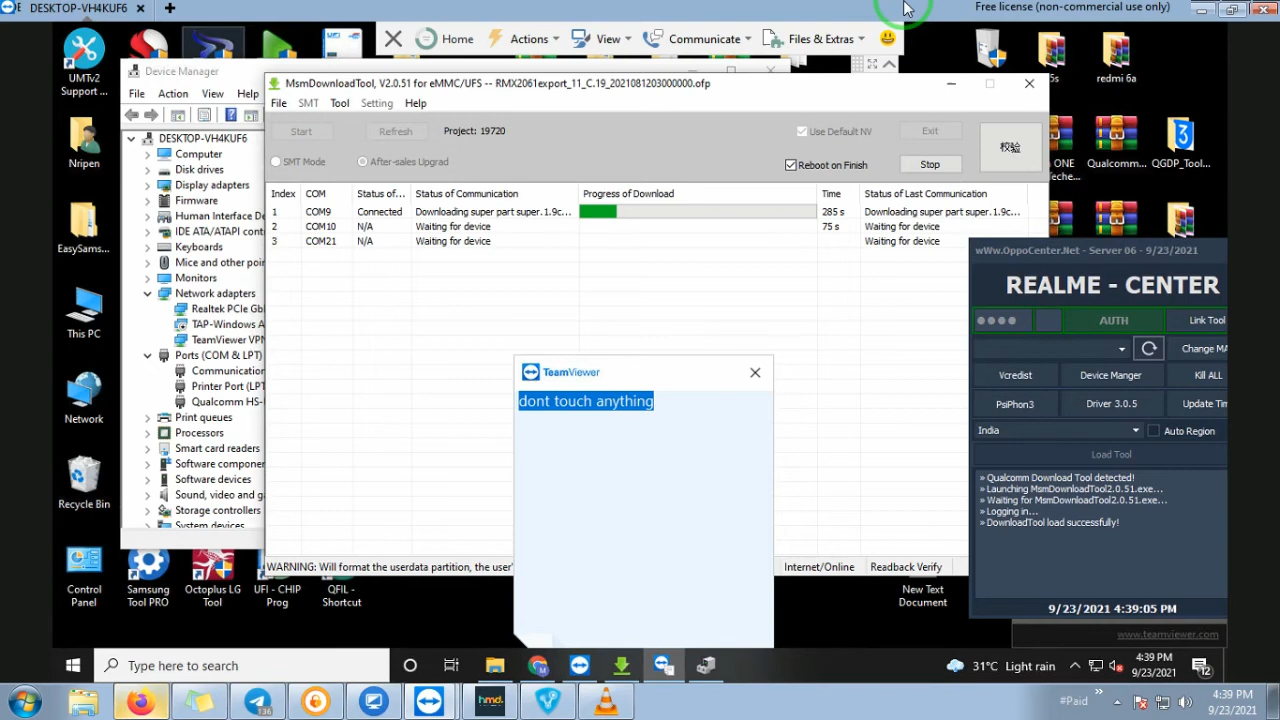 DESKTOP-VH4KUF6
Free license (non-commercial use only)
Home Actions View Communicate Files & Extras
UMTv2 Support ...
Nripen
EasySams...
This PC
Network
Recycle Bin
Control Panel
Samsung Tool PRO
Octoplus LG Tool
UFI - CHIP Prog
QFIL - Shortcut
New Text Document
5s
redmi 6a
ONE
Qualcomm...
QGDP_Tool...
Device Manager
File Action View Help
DESKTOP-VH4KUF6
Computer
Disk drives
Display adapters
Firmware
Human Interface De
IDE ATA/ATAPI cont
Keyboards
Mice and other poi
Monitors
Network adapters
Realtek PCIe Gb
TAP-Windows A
TeamViewer VPN
Ports (COM & LPT)
Communication
Printer Port (LPT
Qualcomm HS-
Print queues
Processors
Smart card readers
Software compone
Software devices
Sound, video and ga
Storage controllers
System devices
MsmDownloadTool, V2.0.51 for eMMC/UFS -- RMX2061export_11_C.19_2021081203000000.ofp
File SMT Tool Setting Help
Start Refresh Project: 19720 Use Default NV Exit 校验
SMT Mode After-sales Upgrad Reboot on Finish Stop
Index COM Status of... Status of Communication Progress of Download Time Status of Last Communication
1 COM9 Connected Downloading super part super.1.9c... 285 s Downloading super part super.1.9c...
2 COM10 N/A Waiting for device 75 s Waiting for device
3 COM21 N/A Waiting for device Waiting for device
WARNING: Will format the userdata partition, the user'
Internet/Online Readback Verify
TeamViewer
dont touch anything
wWw.OppoCenter.Net - Server 06 - 9/23/2021
REALME - CENTER
AUTH Link Tool
Change MA
Vcredist Device Manger Kill ALL
PsiPhon3 Driver 3.0.5 Update Tim
India Auto Region
Load Tool
» Qualcomm Download Tool detected!
» Launching MsmDownloadTool2.0.51.exe...
» Waiting for MsmDownloadTool2.0.51.exe...
» Logging in...
» DownloadTool load successfully!
9/23/2021 4:39:05 PM
www.teamviewer.com
Type here to search
31°C Light rain
4:39 PM
9/23/2021
12
136
hmd.
#Paid
4:39 PM
9/23/2021